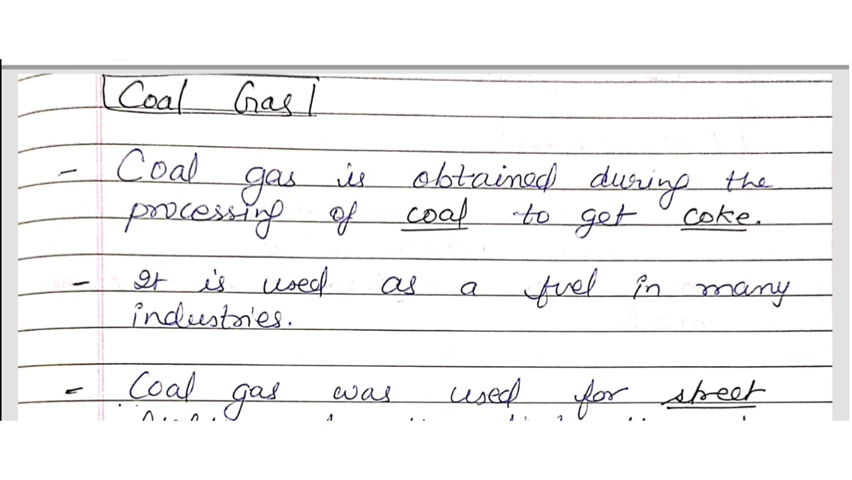 Coal Gas
- Coal gas is obtained during the
processing of coal to get coke.
- It is used as a fuel in many
industries.
- Coal gas was used for street